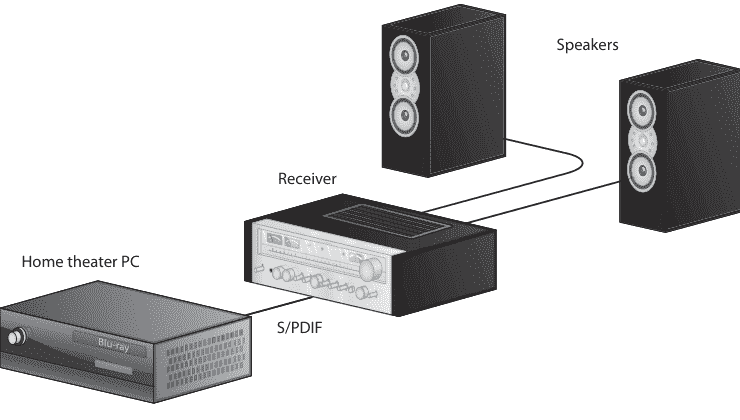 Speakers
Receiver
Home theater PC
Blu-ray
S/PDIF